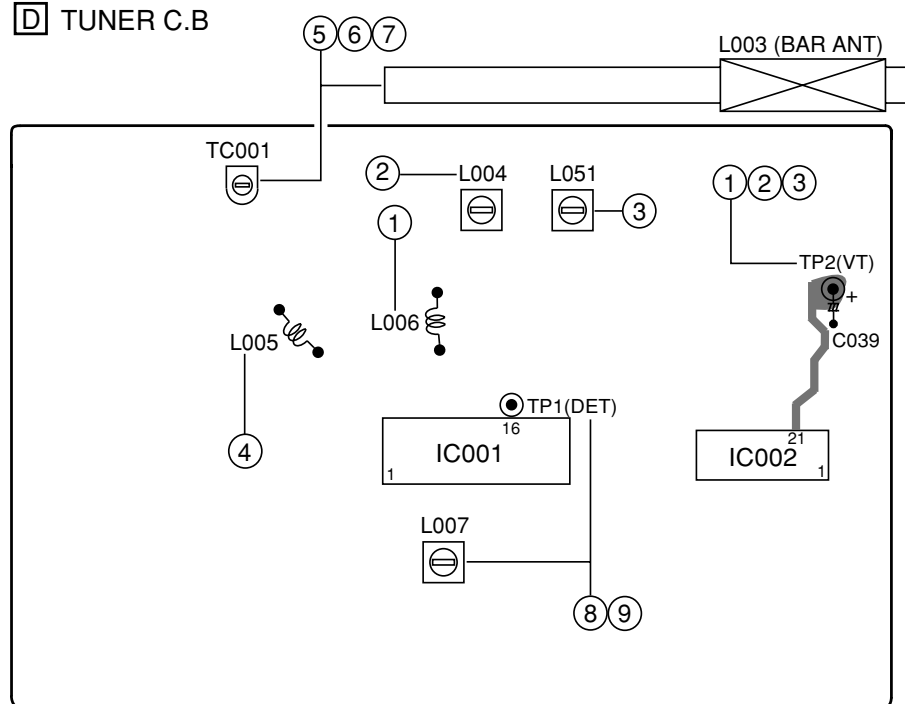 D TUNER C.B
5 6 7
L003 (BAR ANT)
TC001
2
L004
L051
1 2 3
1
3
TP2(VT)
+
L005
L006
C039
TP1(DET)
16
21
4
IC001
IC002
1
1
L007
8 9